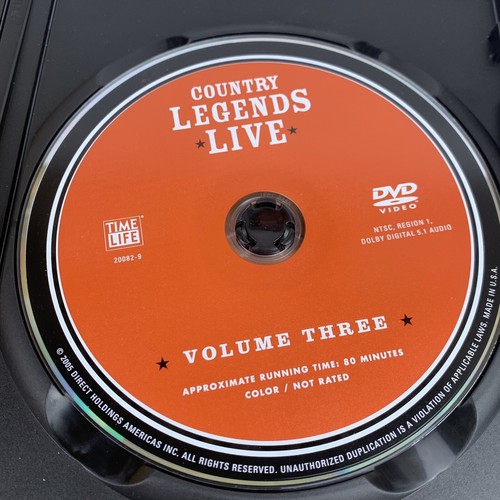 COUNTRY
LEGENDS
★LIVE★
TIME
LIFE
20082-9
DVD
VIDEO™
NTSC, REGION 1,
DOLBY DIGITAL 5.1 AUDIO
★ VOLUME THREE ★
APPROXIMATE RUNNING TIME: 80 MINUTES
COLOR / NOT RATED
© 2005 DIRECT HOLDINGS AMERICAS INC. ALL RIGHTS RESERVED. UNAUTHORIZED DUPLICATION IS A VIOLATION OF APPLICABLE LAWS. MADE IN U.S.A.